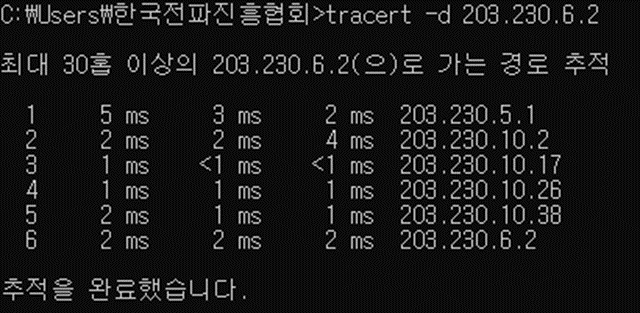 C:₩Users₩한국전파진흥협회>tracert -d 203.230.6.2
최대 30홉 이상의 203.230.6.2(으)로 가는 경로 추적
1 5 ms 3 ms 2 ms 203.230.5.1
2 2 ms 2 ms 4 ms 203.230.10.2
3 1 ms <1 ms <1 ms 203.230.10.17
4 1 ms 1 ms 1 ms 203.230.10.26
5 2 ms 1 ms 1 ms 203.230.10.38
6 2 ms 2 ms 2 ms 203.230.6.2
추적을 완료했습니다.